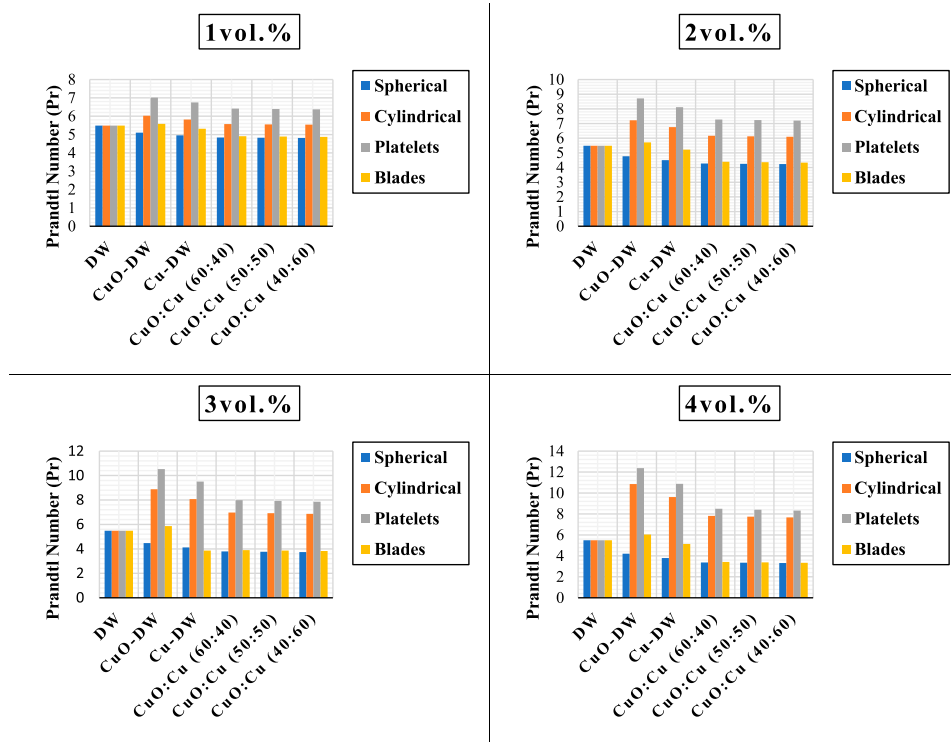 1vol.%
Prandtl Number (Pr)
8
7
6
5
4
3
2
1
0
DW
CuO-DW
Cu-DW
CuO:Cu (60:40)
CuO:Cu (50:50)
CuO:Cu (40:60)
Spherical
Cylindrical
Platelets
Blades
2vol.%
Prandtl Number (Pr)
10
9
8
7
6
5
4
3
2
1
0
DW
CuO-DW
Cu-DW
CuO:Cu (60:40)
CuO:Cu (50:50)
CuO:Cu (40:60)
Spherical
Cylindrical
Platelets
Blades
3vol.%
Prandtl Number (Pr)
12
10
8
6
4
2
0
DW
CuO-DW
Cu-DW
CuO:Cu (60:40)
CuO:Cu (50:50)
CuO:Cu (40:60)
Spherical
Cylindrical
Platelets
Blades
4vol.%
Prandtl Number (Pr)
14
12
10
8
6
4
2
0
DW
CuO-DW
Cu-DW
CuO:Cu (60:40)
CuO:Cu (50:50)
CuO:Cu (40:60)
Spherical
Cylindrical
Platelets
Blades